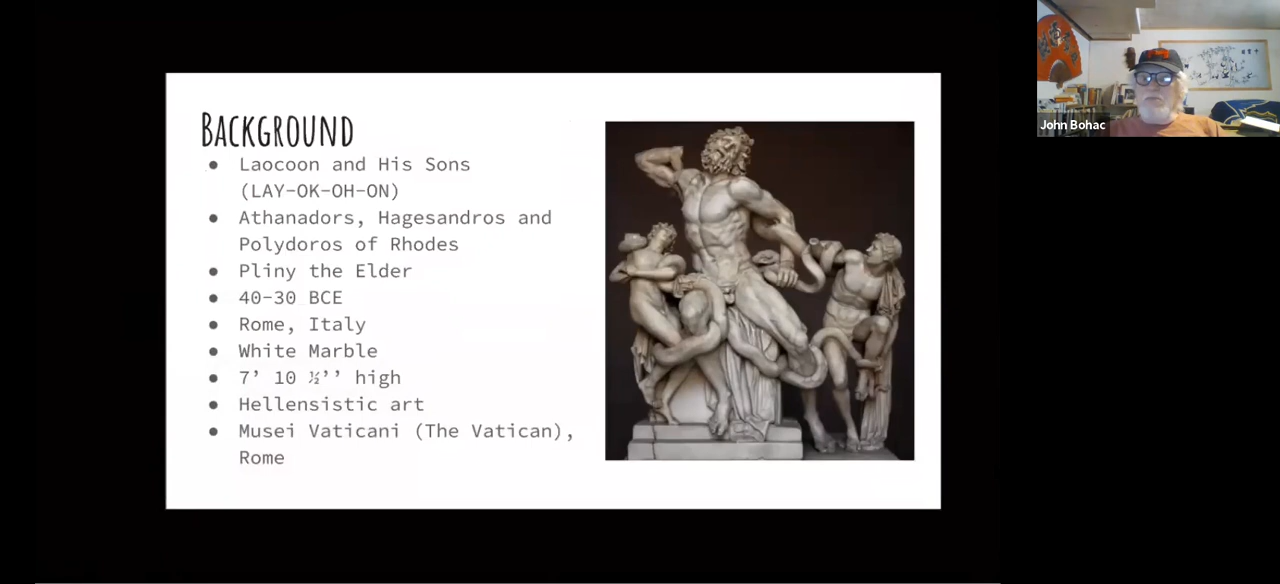 BACKGROUND
● Laocoon and His Sons
(LAY-OK-OH-ON)
● Athanadors, Hagesandros and
Polydoros of Rhodes
● Pliny the Elder
● 40-30 BCE
● Rome, Italy
● White Marble
● 7’ 10 ½’’ high
● Hellensistic art
● Musei Vaticani (The Vatican),
Rome
John Bohac